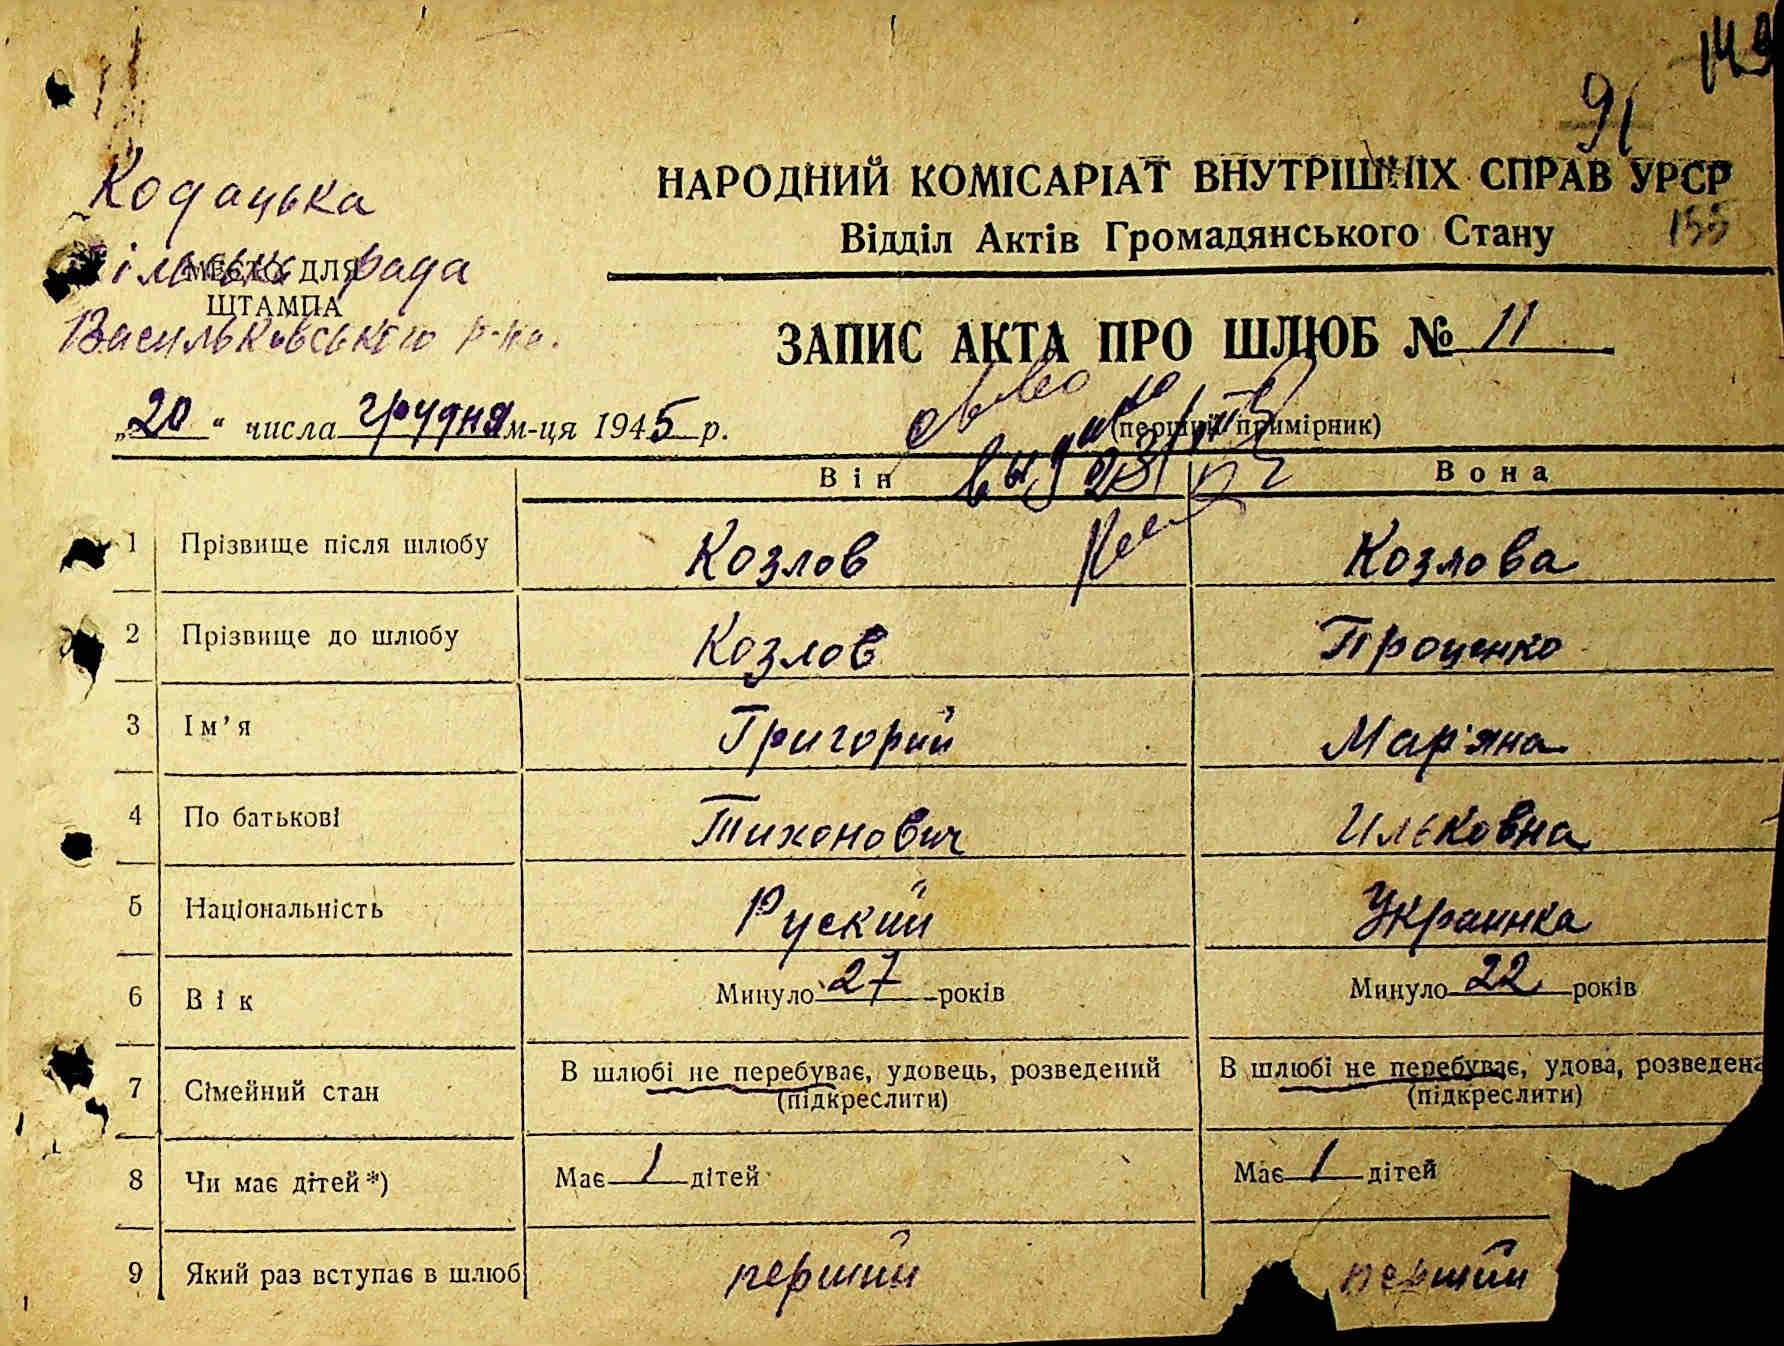 149
91
Кодацька
НАРОДНИЙ КОМІСАРІАТ ВНУТРІШНІХ СПРАВ УРСР
Відділ Актів Громадянського Стану
155
сільська рада
МЕСТО ДЛЯ
ШТАМПА
Васильковського р-на.
ЗАПИС АКТА ПРО ШЛЮБ № 11
„20“ числа грудня м-ця 1945 р.
(перший примірник)
Він
Вона
1 Прізвище після шлюбу Козлов Козлова
2 Прізвище до шлюбу Козлов Проценко
3 Ім’я Григорий Мар'яна
4 По батькові Тихонович Илековна
5 Національність Руский Украинка
6 Вік Минуло 27 років Минуло 22 років
7 Сімейний стан В шлюбі не перебуває, удовець, розведений В шлюбі не перебуває, удова, розведена
(підкреслити) (підкреслити)
8 Чи має дітей*) Має 1 дітей Має 1 дітей
9 Який раз вступає в шлюб перший перший